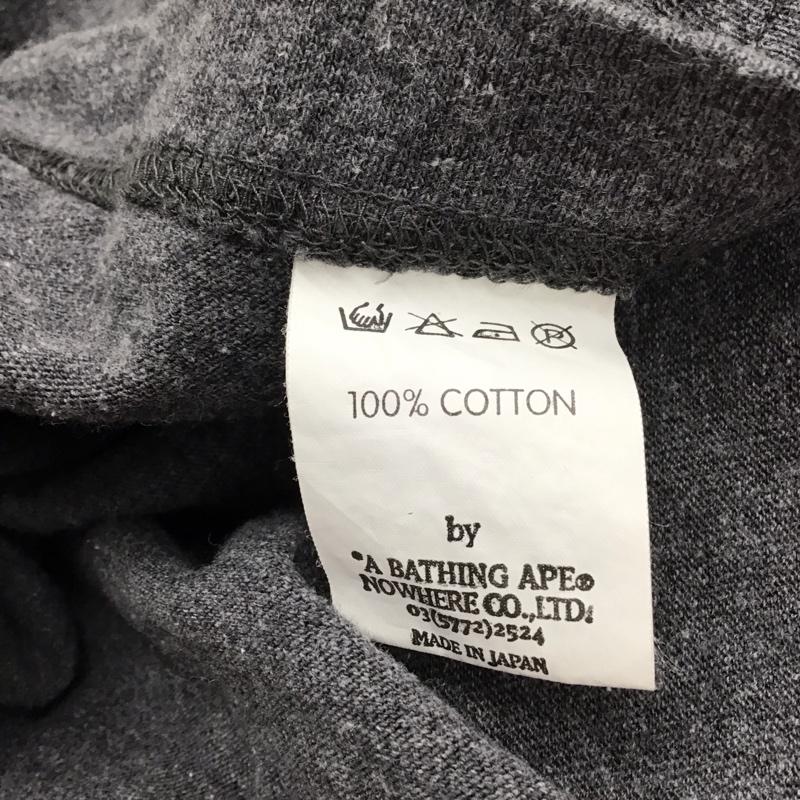 P
100% COTTON
by
*A BATHING APE®
NOWHERE CO.,LTD.
03(5772)2524
MADE IN JAPAN